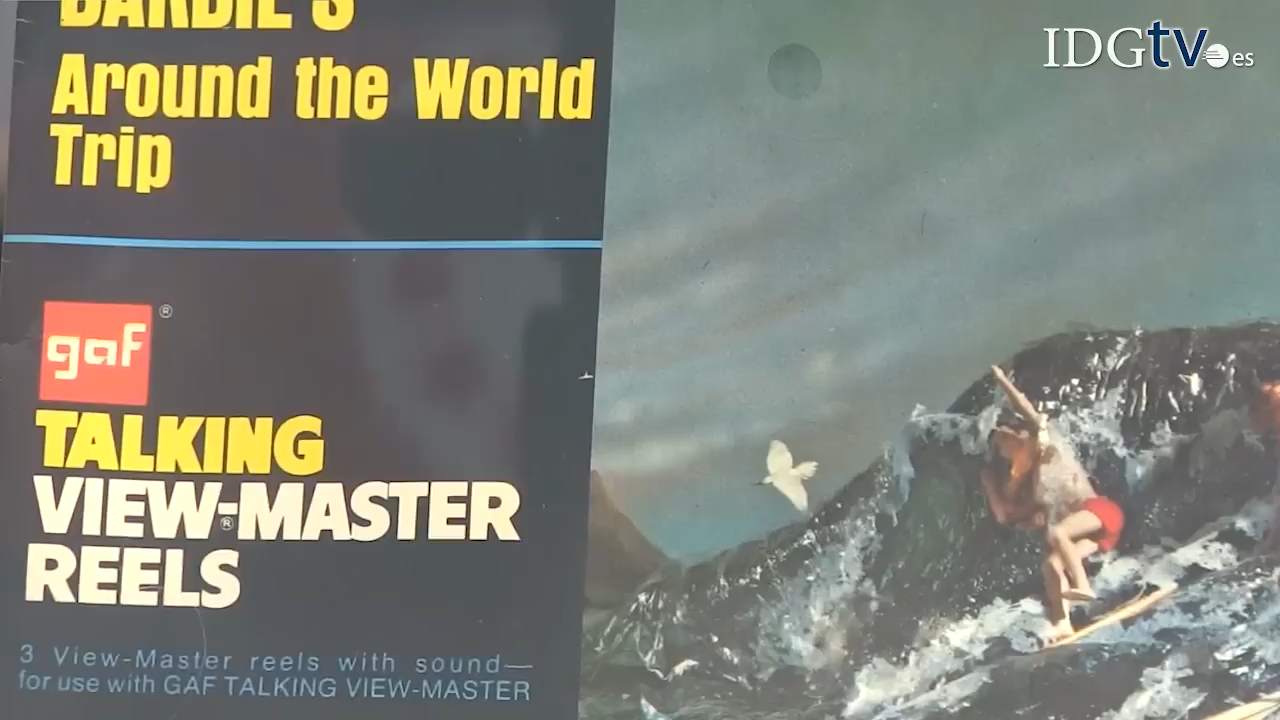 BARBIE'S
Around the World
Trip
gaf®
TALKING
VIEW-MASTER®
REELS
3 View-Master reels with sound—
for use with GAF TALKING VIEW-MASTER
IDGtv.es